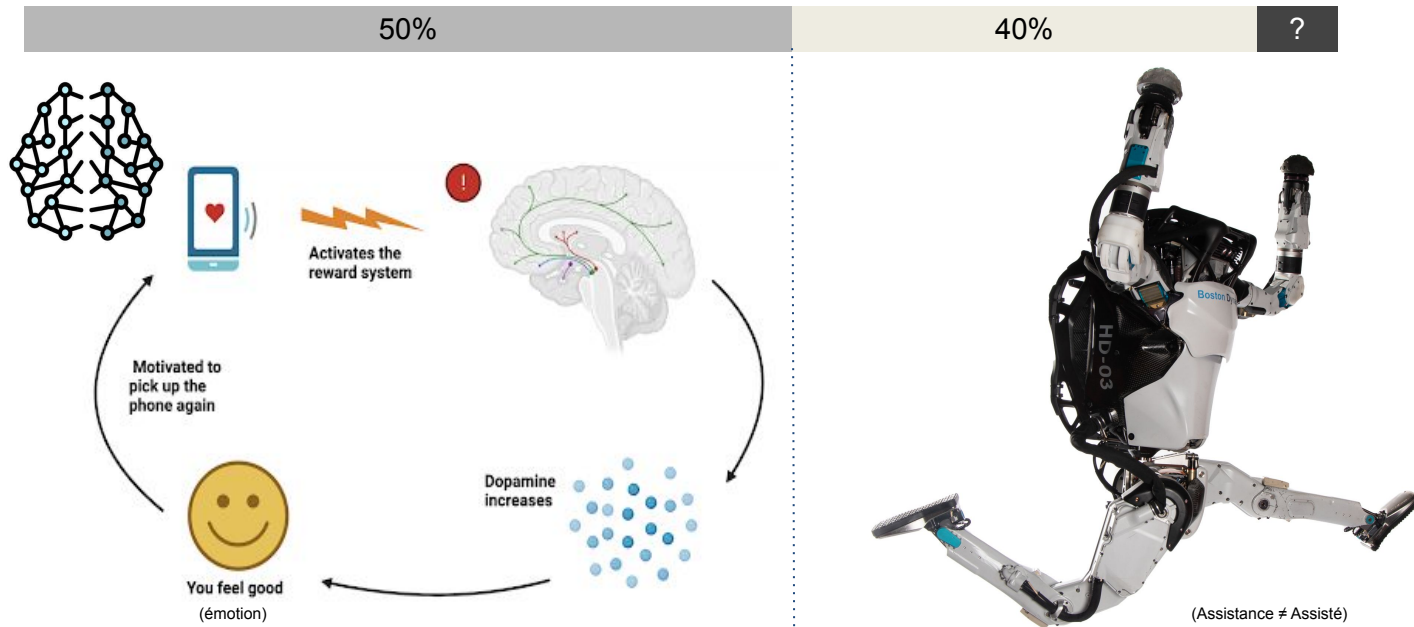 50%
40%
?
!
Activates the
reward system
Motivated to
pick up the
phone again
Dopamine
increases
You feel good
(émotion)
Boston Dy
HD-03
(Assistance ≠ Assisté)